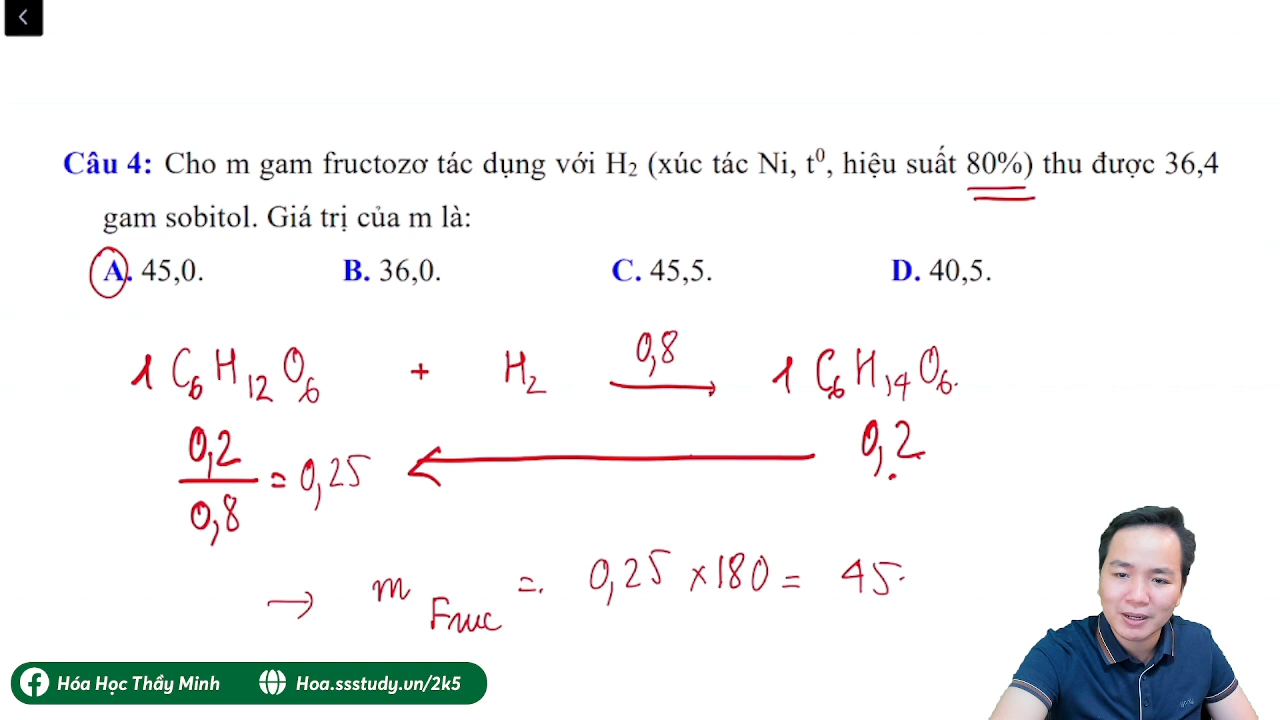 Câu 4: Cho m gam fructozơ tác dụng với H₂ (xúc tác Ni, t⁰, hiệu suất 80%) thu được 36,4
gam sobitol. Giá trị của m là:
A. 45,0. B. 36,0. C. 45,5. D. 40,5.
1 C₆H₁₂O₆ + H₂ 0,8 → 1 C₆H₁₄O₆.
0,2/0,8 = 0,25 ← 0,2
→ m Fruc = 0,25 × 180 = 45.
Hóa Học Thầy Minh Hoa.ssstudy.vn/2k5